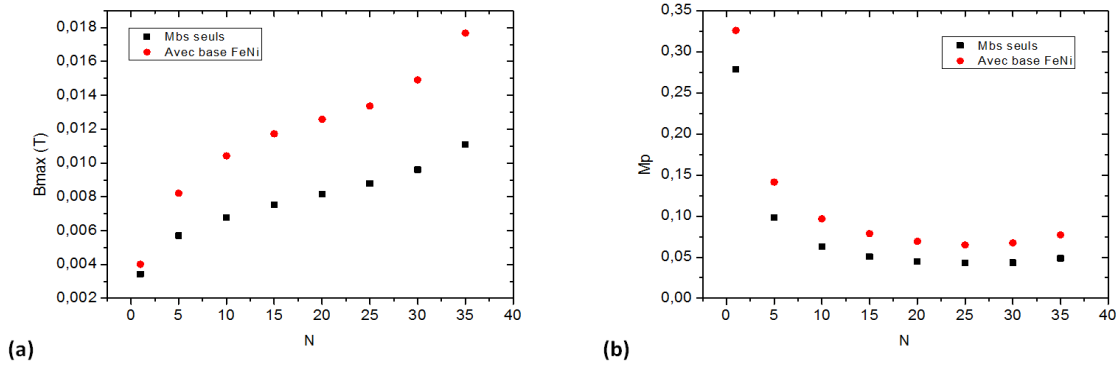 0,018
0,016
0,014
0,012
0,010
0,008
0,006
0,004
0,002
Bmax (T)
Mbs seuls
Avec base FeNi
0 5 10 15 20 25 30 35 40
N
(a)
0,35
0,30
0,25
0,20
0,15
0,10
0,05
0,00
Mp
Mbs seuls
Avec base FeNi
0 5 10 15 20 25 30 35 40
N
(b)